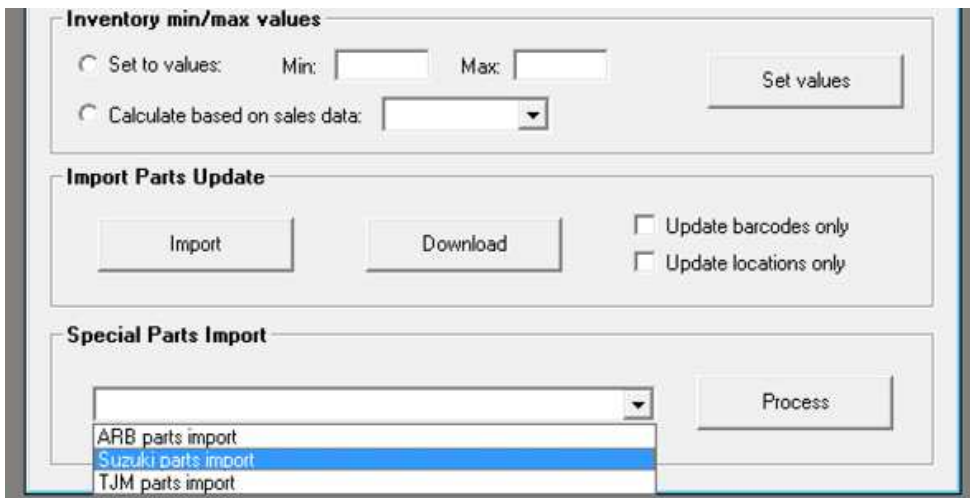 Inventory min/max values
Set to values: Min: Max:
Set values
Calculate based on sales data:
Import Parts Update
Import Download
Update barcodes only
Update locations only
Special Parts Import
Process
ARB parts import
Suzuki parts import
TJM parts import